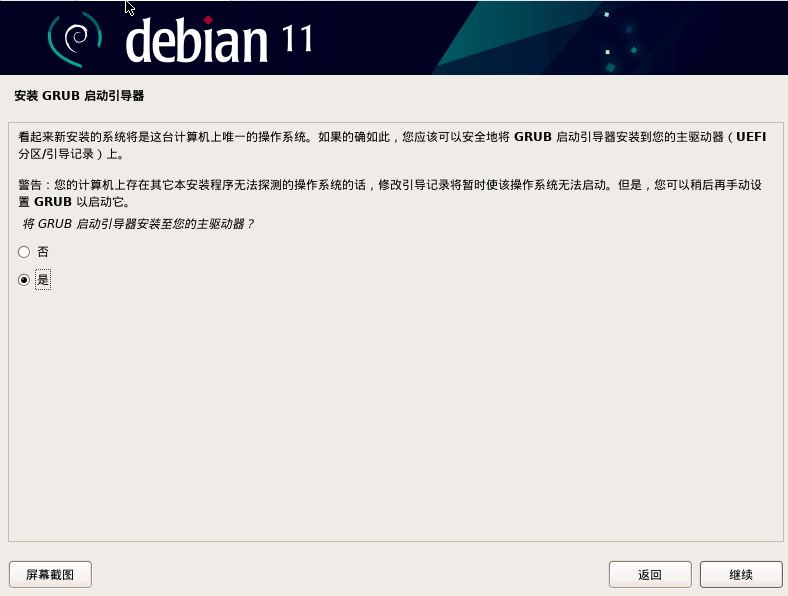 debian 11
安装 GRUB 启动引导器
看起来新安装的系统将是这台计算机上唯一的操作系统。如果的确如此，您应该可以安全地将 GRUB 启动引导器安装到您的主驱动器（UEFI
分区/引导记录）上。
警告：您的计算机上存在其它本安装程序无法探测的操作系统的话，修改引导记录将暂时使该操作系统无法启动。但是，您可以稍后再手动设
置 GRUB 以启动它。
将 GRUB 启动引导器安装至您的主驱动器？
否
是
屏幕截图 返回 继续